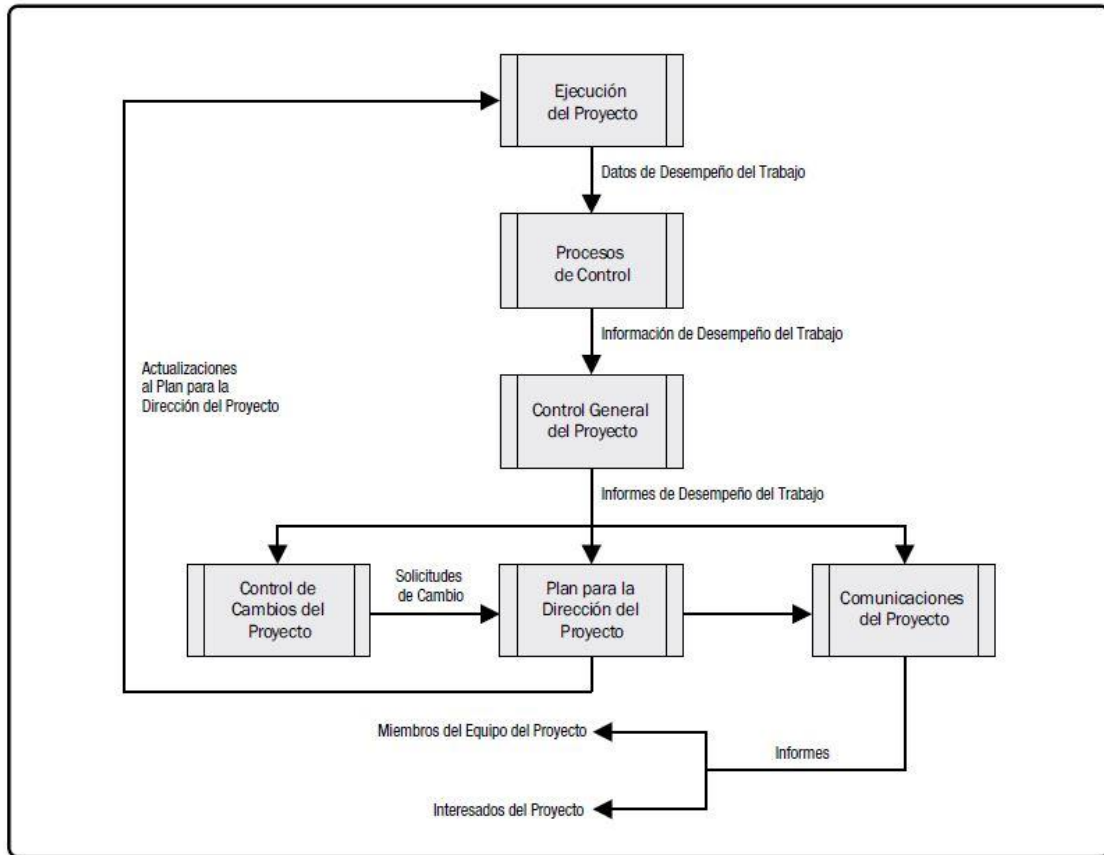 Ejecución
del Proyecto
Datos de Desempeño del Trabajo
Procesos
de Control
Información de Desempeño del Trabajo
Actualizaciones
al Plan para la
Dirección del Proyecto
Control General
del Proyecto
Informes de Desempeño del Trabajo
Control de
Cambios del
Proyecto
Solicitudes
de Cambio
Plan para la
Dirección del
Proyecto
Comunicaciones
del Proyecto
Miembros del Equipo del Proyecto
Informes
Interesados del Proyecto